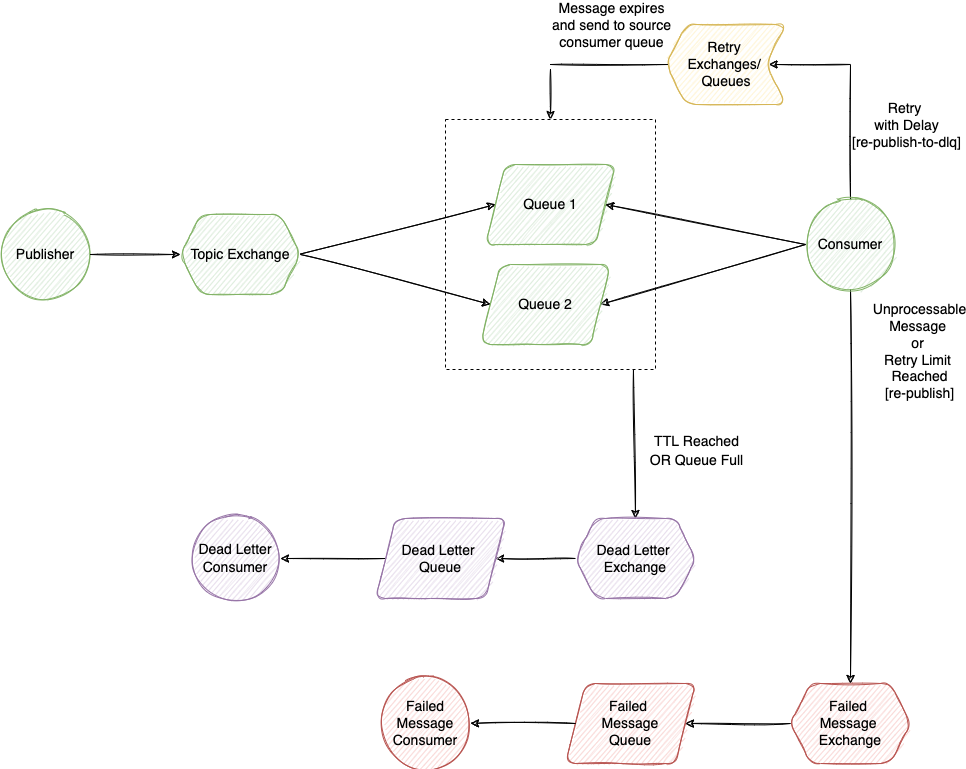 Message expires
and send to source
consumer queue
Retry
Exchanges/
Queues
Retry
with Delay
[re-publish-to-dlq]
Publisher
Topic Exchange
Queue 1
Queue 2
Consumer
Unprocessable
Message
or
Retry Limit
Reached
[re-publish]
TTL Reached
OR Queue Full
Dead Letter
Consumer
Dead Letter
Queue
Dead Letter
Exchange
Failed
Message
Consumer
Failed
Message
Queue
Failed
Message
Exchange